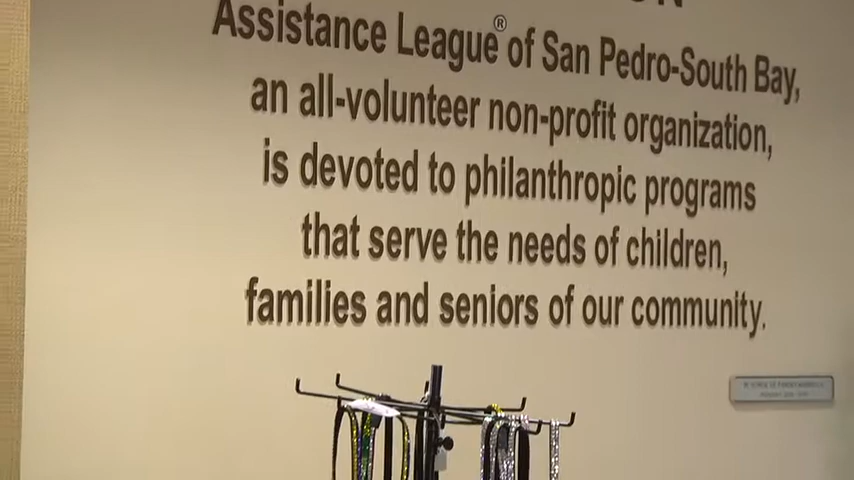 Assistance League® of San Pedro-South Bay,
an all-volunteer non-profit organization,
is devoted to philanthropic programs
that serve the needs of children,
families and seniors of our community.